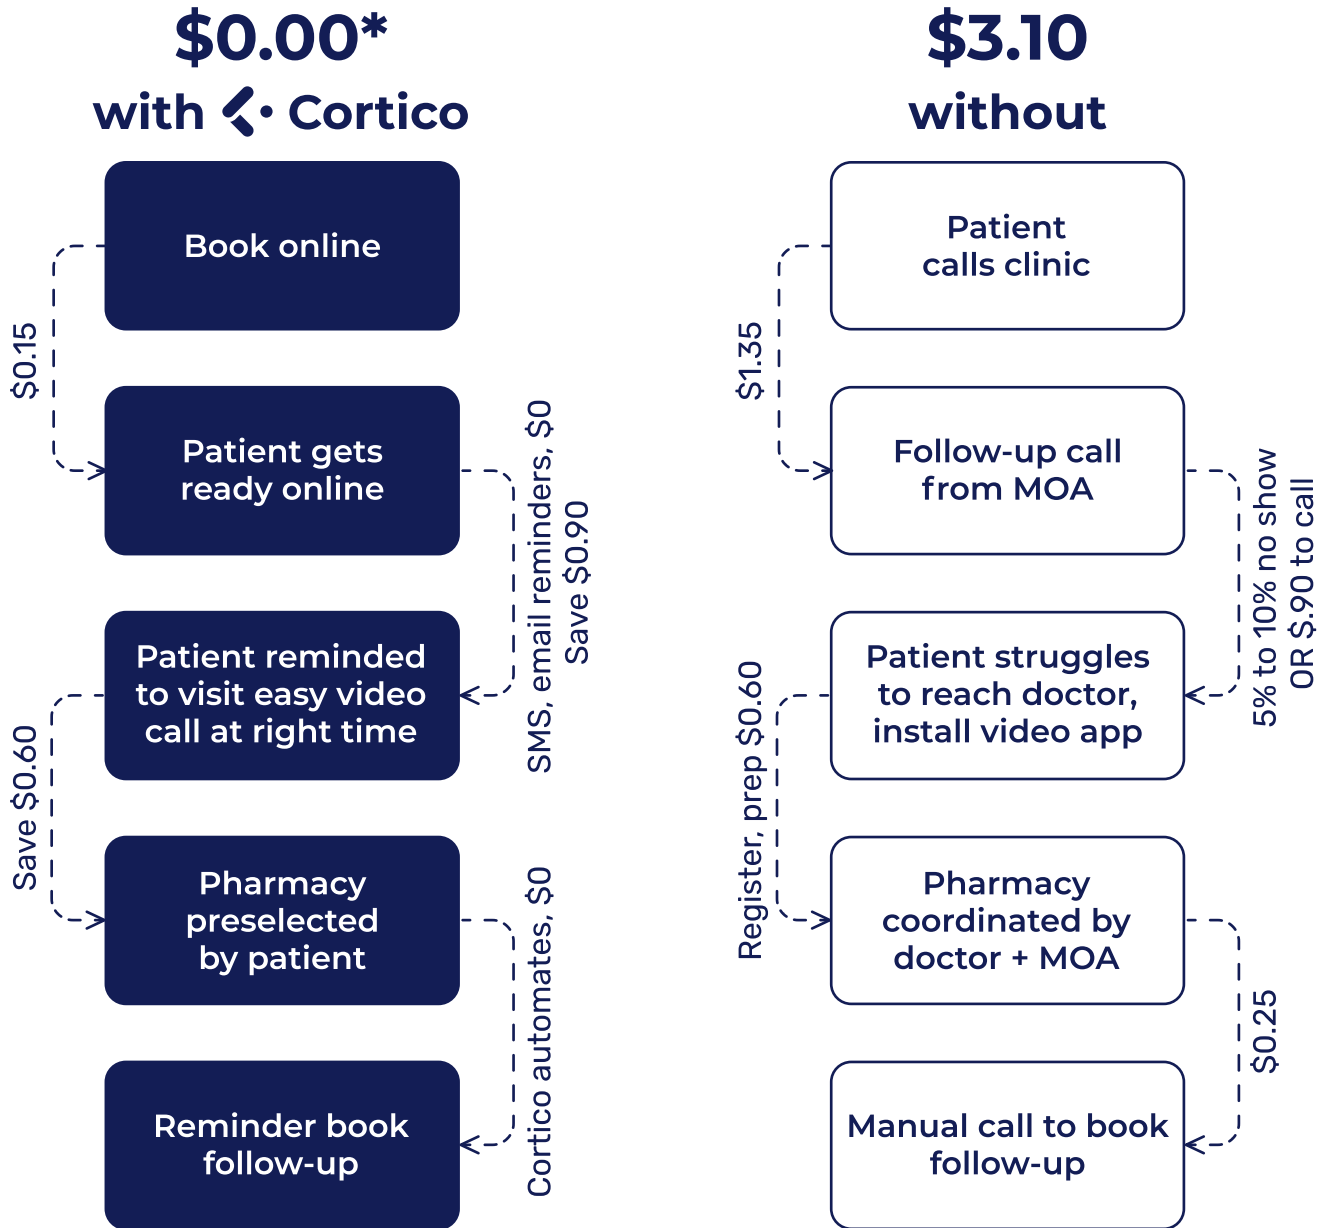 $0.00*
with Cortico
Book online
$0.15
Patient gets
ready online
SMS, email reminders, $0
Save $0.90
Patient reminded
to visit easy video
call at right time
Save $0.60
Pharmacy
preselected
by patient
Cortico automates, $0
Reminder book
follow-up
$3.10
without
Patient
calls clinic
$1.35
Follow-up call
from MOA
5% to 10% no show
OR $.90 to call
Patient struggles
to reach doctor,
install video app
Register, prep $0.60
Pharmacy
coordinated by
doctor + MOA
$0.25
Manual call to book
follow-up